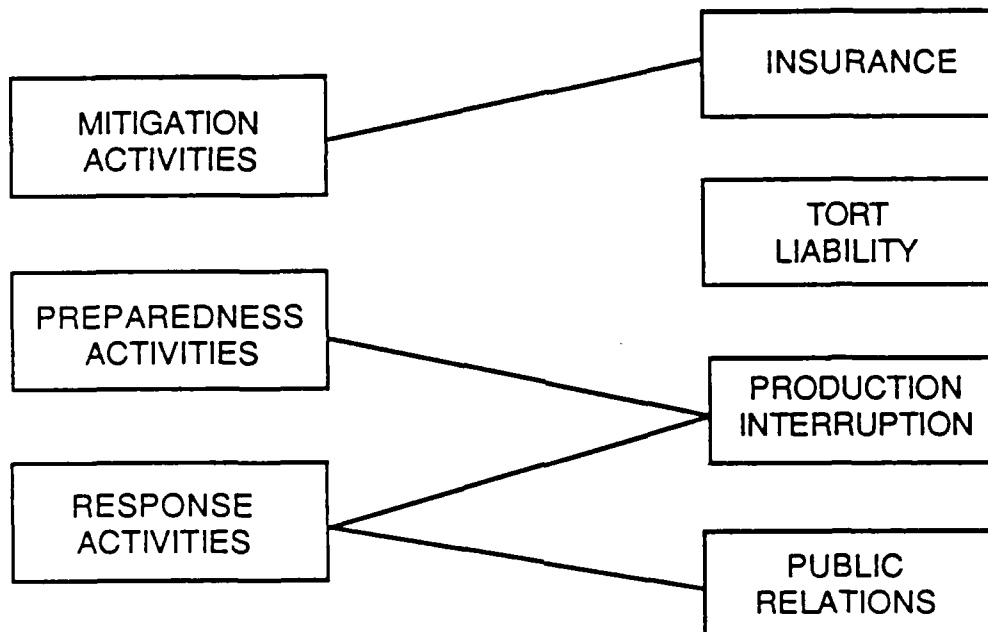 MITIGATION
ACTIVITIES
PREPAREDNESS
ACTIVITIES
RESPONSE
ACTIVITIES
INSURANCE
TORT
LIABILITY
PRODUCTION
INTERRUPTION
PUBLIC
RELATIONS